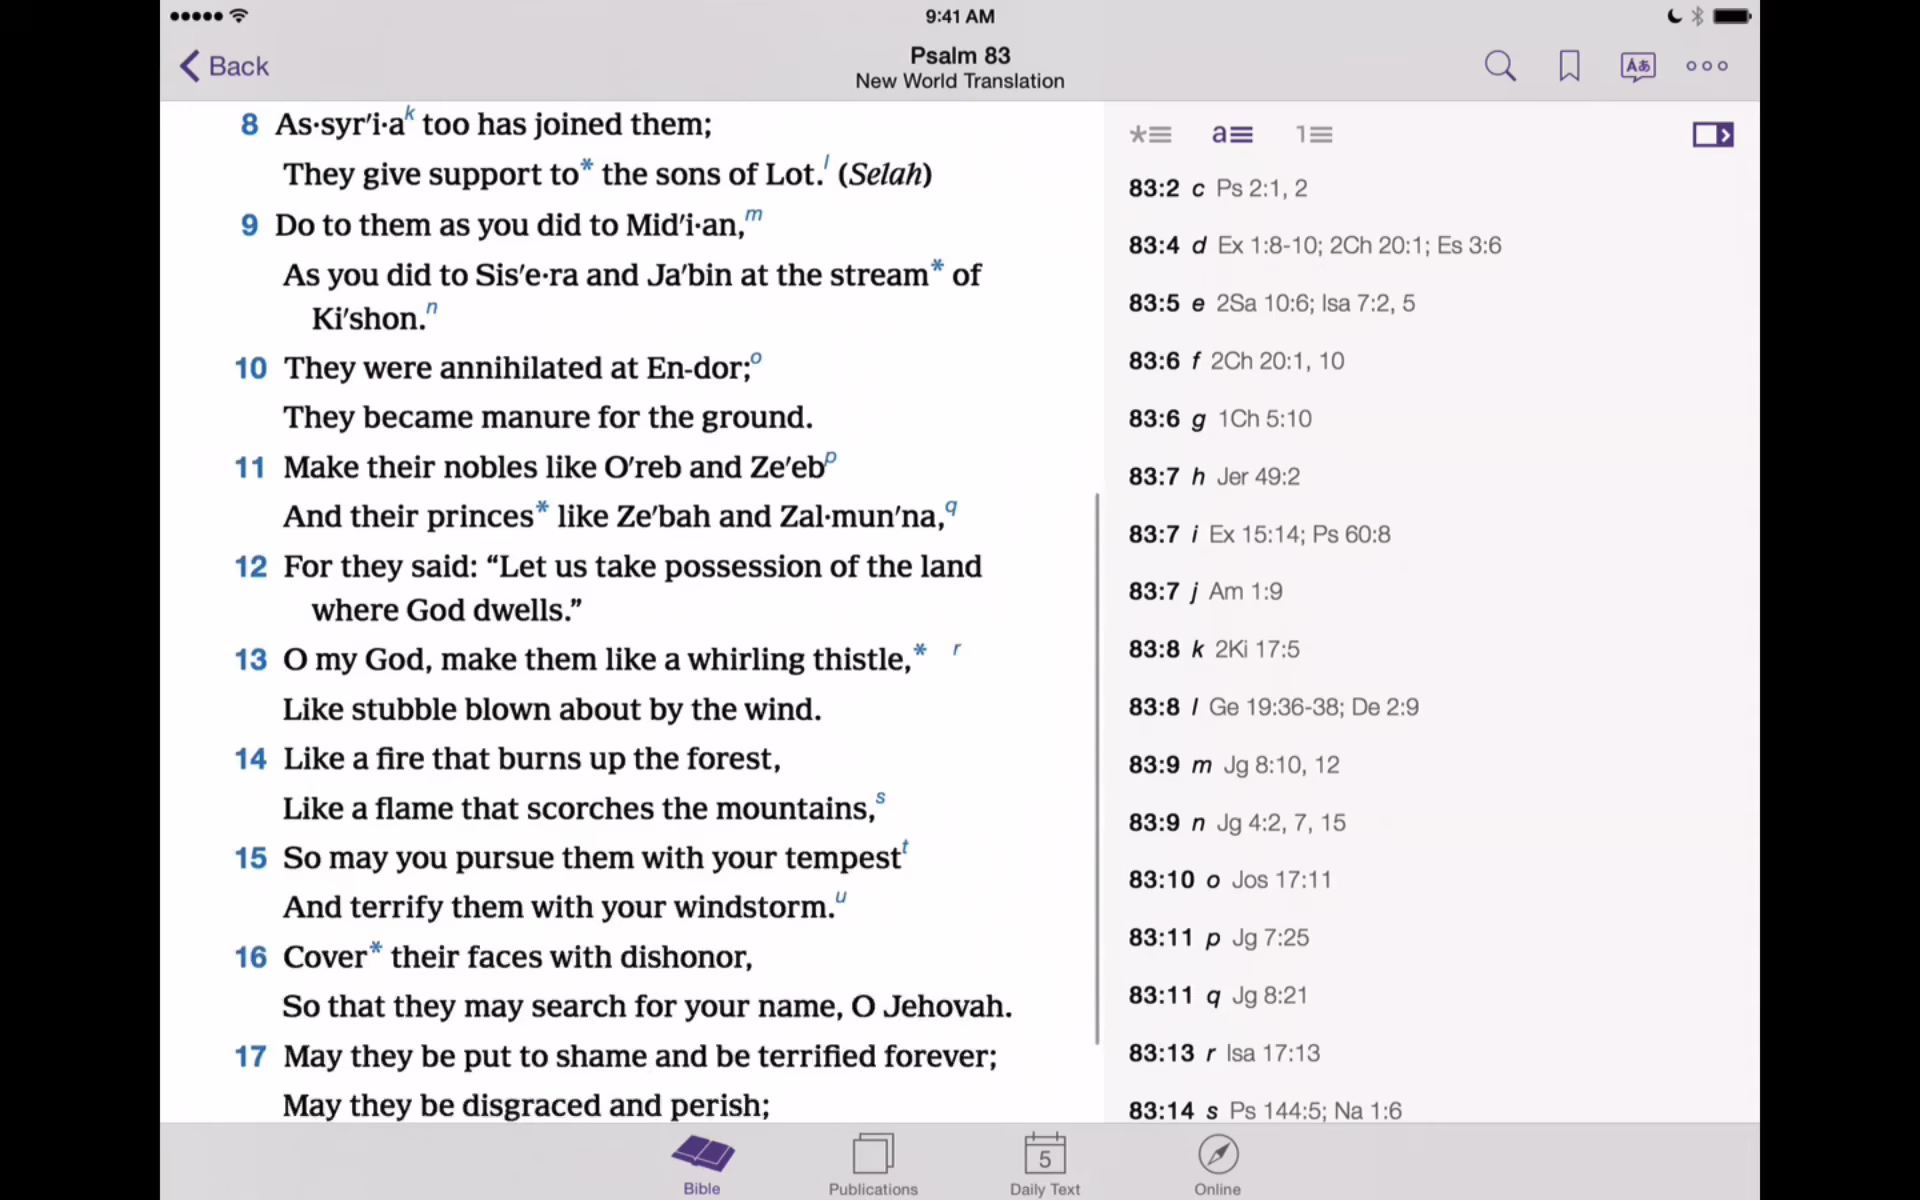 9:41 AM
Back
Psalm 83
New World Translation
8 As·syrʹi·a k too has joined them;
They give support to* the sons of Lot. l (Selah)
9 Do to them as you did to Midʹi·an, m
As you did to Sisʹe·ra and Jaʹbin at the stream* of
Kiʹshon. n
10 They were annihilated at En-dor; o
They became manure for the ground.
11 Make their nobles like Oʹreb and Zeʹeb p
And their princes* like Zeʹbah and Zal·munʹna, q
12 For they said: “Let us take possession of the land
where God dwells.”
13 O my God, make them like a whirling thistle,* r
Like stubble blown about by the wind.
14 Like a fire that burns up the forest,
Like a flame that scorches the mountains, s
15 So may you pursue them with your tempest t
And terrify them with your windstorm. u
16 Cover* their faces with dishonor,
So that they may search for your name, O Jehovah.
17 May they be put to shame and be terrified forever;
May they be disgraced and perish;
83:2 c Ps 2:1, 2
83:4 d Ex 1:8-10; 2Ch 20:1; Es 3:6
83:5 e 2Sa 10:6; Isa 7:2, 5
83:6 f 2Ch 20:1, 10
83:6 g 1Ch 5:10
83:7 h Jer 49:2
83:7 i Ex 15:14; Ps 60:8
83:7 j Am 1:9
83:8 k 2Ki 17:5
83:8 l Ge 19:36-38; De 2:9
83:9 m Jg 8:10, 12
83:9 n Jg 4:2, 7, 15
83:10 o Jos 17:11
83:11 p Jg 7:25
83:11 q Jg 8:21
83:13 r Isa 17:13
83:14 s Ps 144:5; Na 1:6
Bible
Publications
5
Daily Text
Online